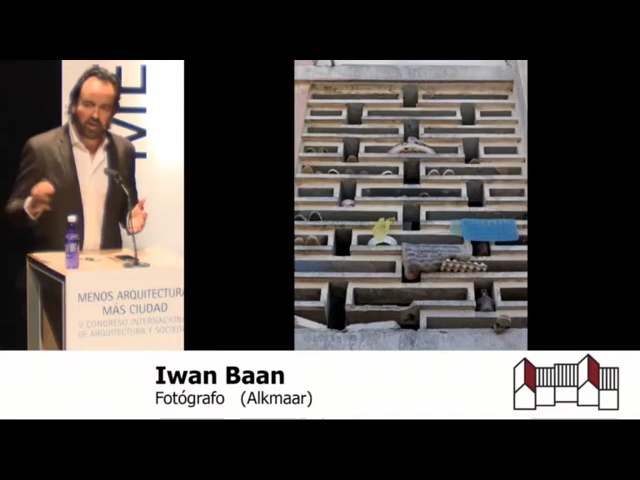 ME
MENOS ARQUITECTURA
MÁS CIUDAD
V CONGRESO INTERNACIONAL
DE ARQUITECTURA Y SOCIEDAD
Iwan Baan
Fotógrafo (Alkmaar)